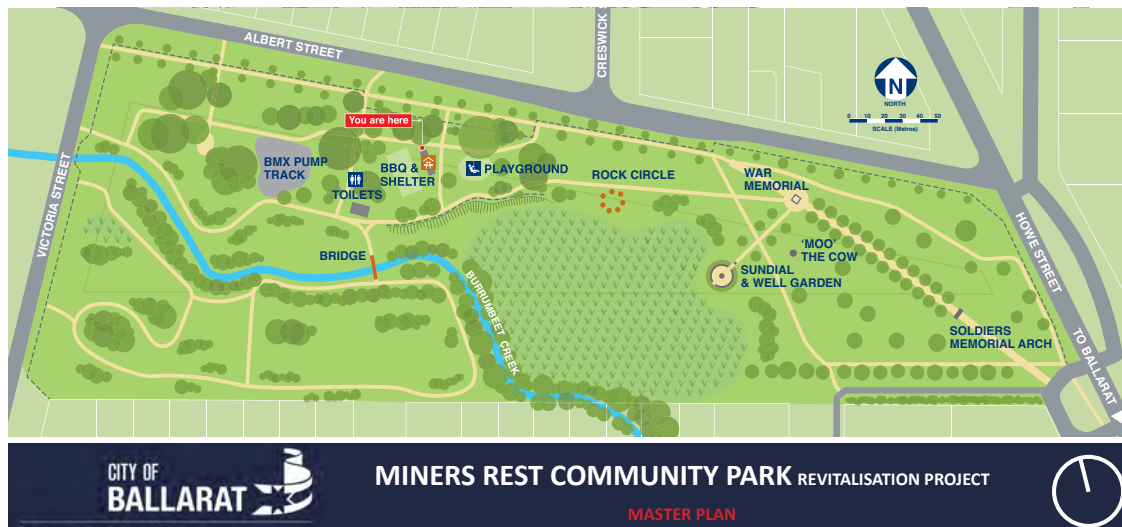 ALBERT STREET
CRESWICK
N
NORTH
0 10 20 30 40 50
SCALE (Metres)
You are here
BMX PUMP
TRACK
BBQ &
SHELTER
PLAYGROUND
TOILETS
ROCK CIRCLE
WAR
MEMORIAL
VICTORIA STREET
HOWE STREET
BRIDGE
'MOO'
THE COW
SUNDIAL
& WELL GARDEN
BURRUMBEET CREEK
SOLDIERS
MEMORIAL ARCH
TO BALLARAT
CITY OF
BALLARAT
MINERS REST COMMUNITY PARK REVITALISATION PROJECT
MASTER PLAN